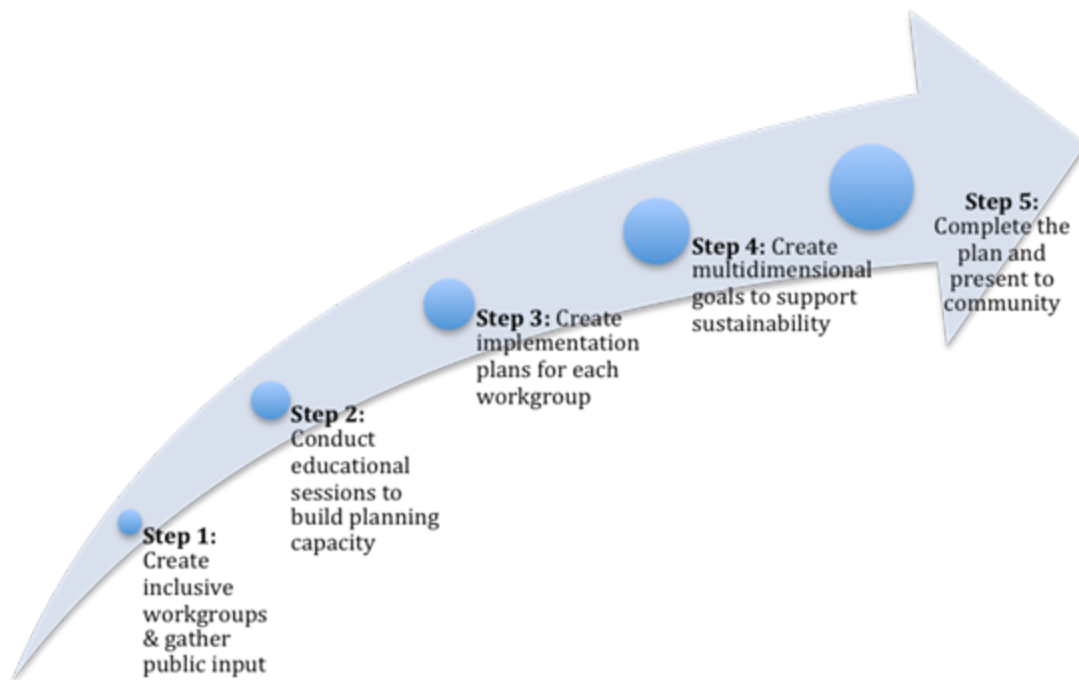 Step 1:
Create
inclusive
workgroups
& gather
public input
Step 2:
Conduct
educational
sessions to
build planning
capacity
Step 3: Create
implementation
plans for each
workgroup
Step 4: Create
multidimensional
goals to support
sustainability
Step 5:
Complete the
plan and
present to
community